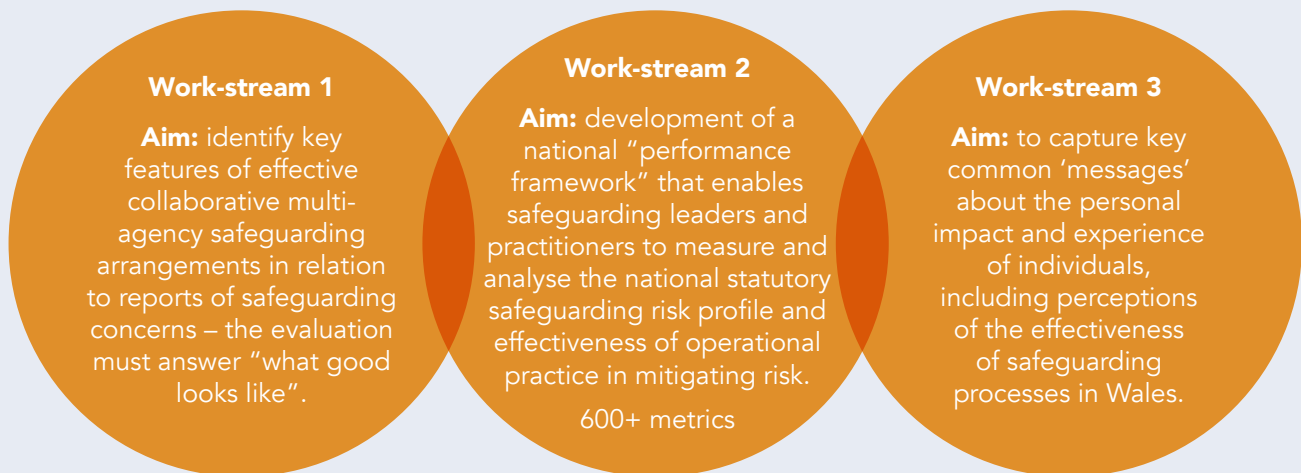 Work-stream 1
Aim: identify key
features of effective
collaborative multi-
agency safeguarding
arrangements in relation
to reports of safeguarding
concerns – the evaluation
must answer “what good
looks like”.
Work-stream 2
Aim: development of a
national “performance
framework” that enables
safeguarding leaders and
practitioners to measure and
analyse the national statutory
safeguarding risk profile and
effectiveness of operational
practice in mitigating risk.
600+ metrics
Work-stream 3
Aim: to capture key
common ‘messages’
about the personal
impact and experience
of individuals,
including perceptions
of the effectiveness
of safeguarding
processes in Wales.